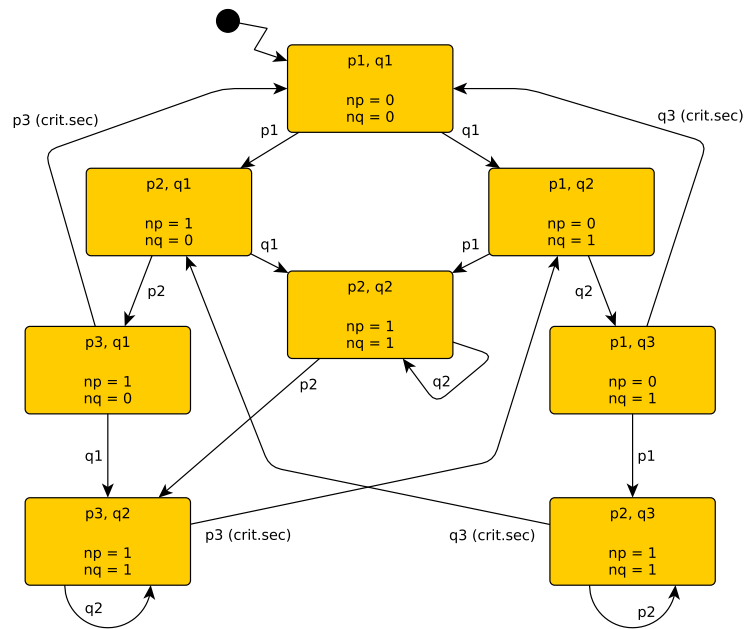 p1, q1
np = 0
nq = 0
p3 (crit.sec)
q3 (crit.sec)
p1
q1
p2, q1
np = 1
nq = 0
p1, q2
np = 0
nq = 1
q1
p1
p2, q2
np = 1
nq = 1
p2
q2
p3, q1
np = 1
nq = 0
p1, q3
np = 0
nq = 1
p2
q2
q1
p1
p3, q2
np = 1
nq = 1
p2, q3
np = 1
nq = 1
p3 (crit.sec)
q3 (crit.sec)
q2
p2